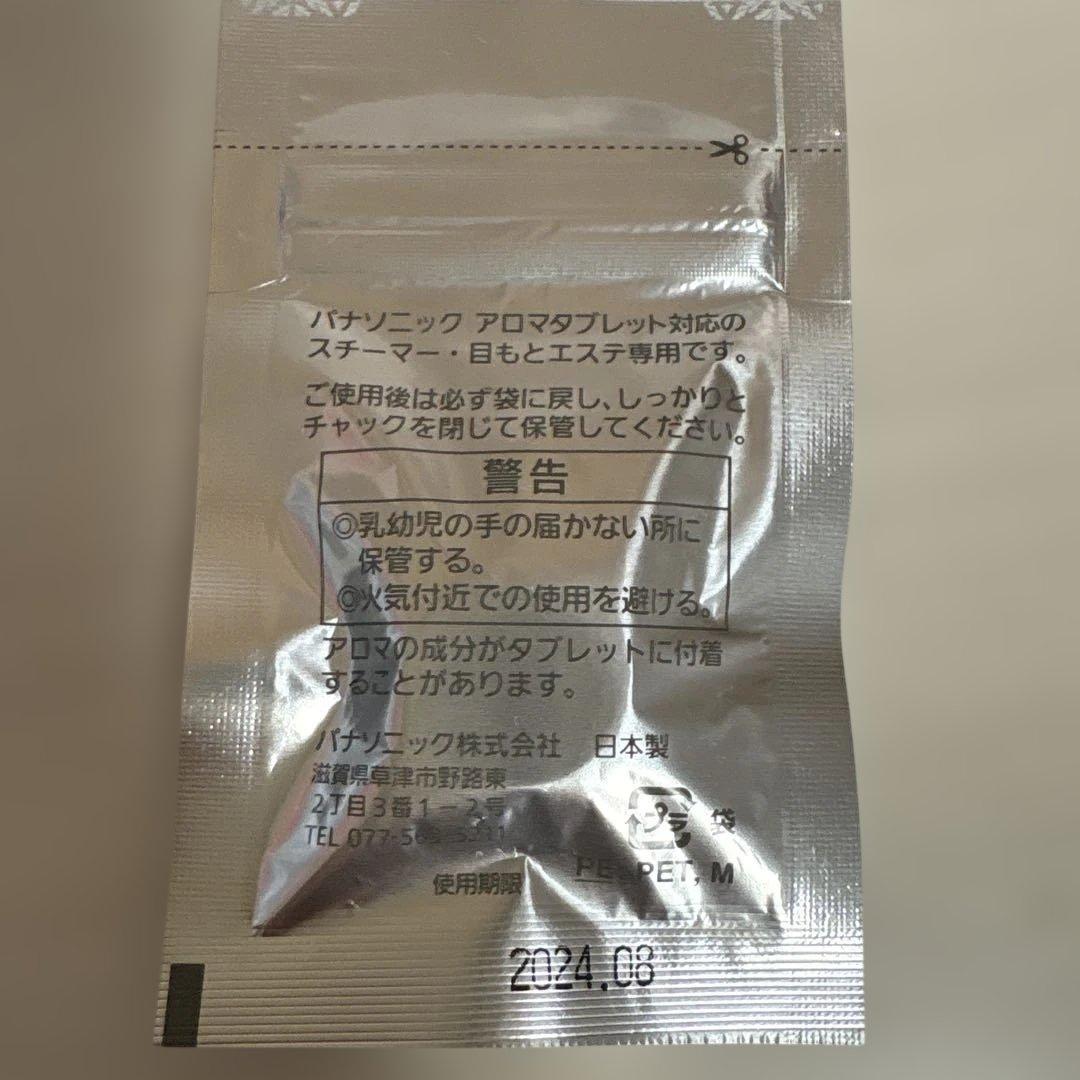 パナソニック アロマタブレット対応の
スチーマー・目もとエステ専用です。
ご使用後は必ず袋に戻し、しっかりと
チャックを閉じて保管してください。
警告
◎乳幼児の手の届かない所に
保管する。
◎火気付近での使用を避ける。
アロマの成分がタブレットに付着
することがあります。
パナソニック株式会社 日本製
滋賀県草津市野路東
2丁目3番1－2号
TEL
プラ 袋
PET, M
使用期限
2024.08